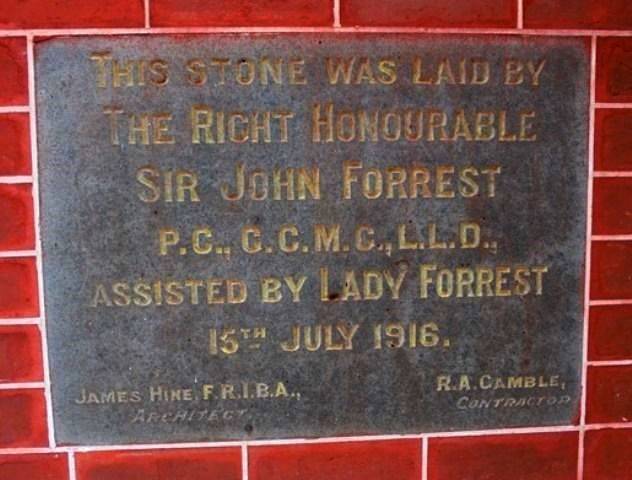 THIS STONE WAS LAID BY
THE RIGHT HONOURABLE
SIR JOHN FORREST
P.C., G.C.M.G., L.L.D.,
ASSISTED BY LADY FORREST
15TH JULY 1916.
JAMES HINE, F.R.I.B.A.,
ARCHITECT
R.A. GAMBLE,
CONTRACTOR